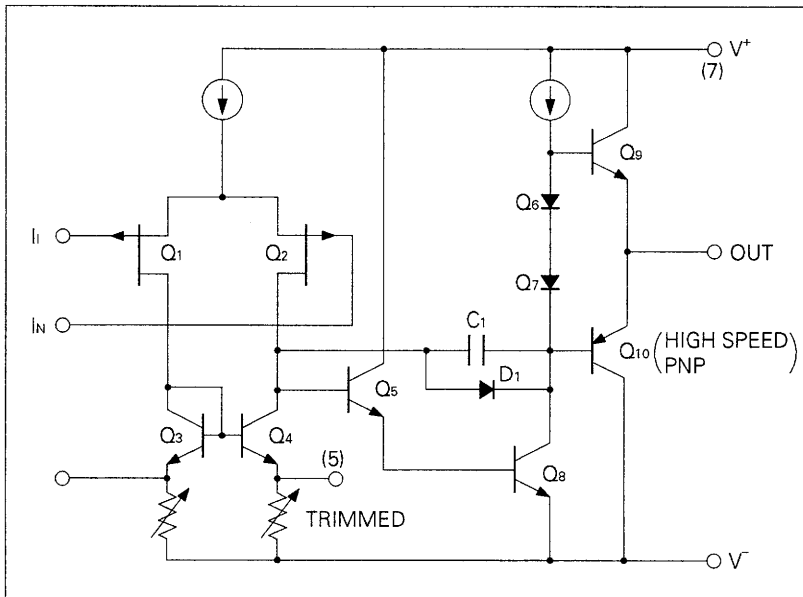 V+
(7)
Q9
Q6
II
Q1
Q2
OUT
Q7
IN
C1
Q10 (HIGH SPEED)
PNP
D1
Q5
Q3
Q4
(5)
Q8
TRIMMED
V−